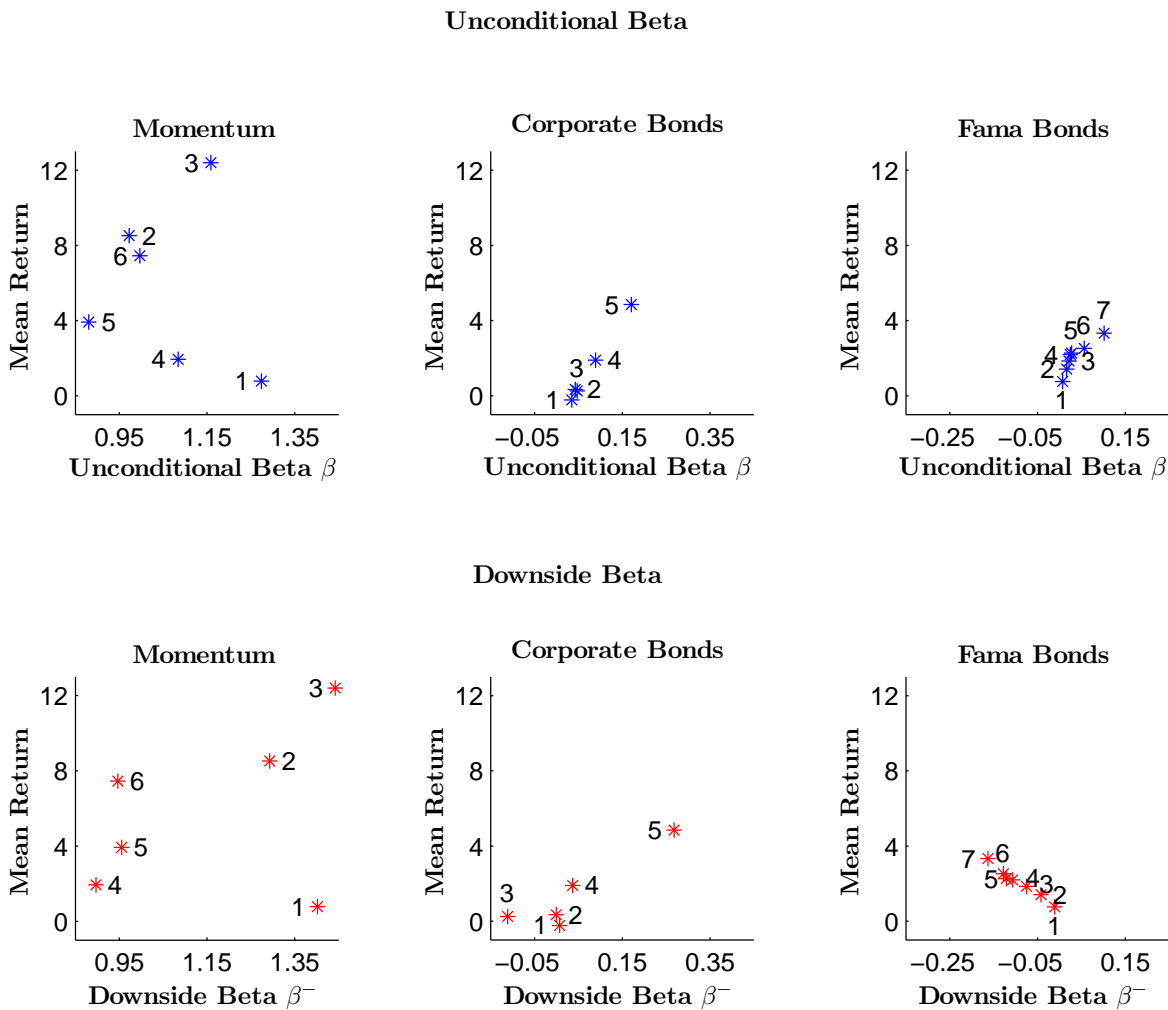 Unconditional Beta
Momentum
12
8
4
0
Mean Return
3
2
6
5
4
1
0.95 1.15 1.35
Unconditional Beta β
Corporate Bonds
12
8
4
0
Mean Return
5
4
3
2
1
−0.05 0.15 0.35
Unconditional Beta β
Fama Bonds
12
8
4
0
Mean Return
7
6
5
4
3
2
1
−0.25 −0.05 0.15
Unconditional Beta β
Downside Beta
Momentum
12
8
4
0
Mean Return
3
2
6
5
4
1
0.95 1.15 1.35
Downside Beta β−
Corporate Bonds
12
8
4
0
Mean Return
5
4
3
2
1
−0.05 0.15 0.35
Downside Beta β−
Fama Bonds
12
8
4
0
Mean Return
7
6
5
4
3
2
1
−0.25 −0.05 0.15
Downside Beta β−